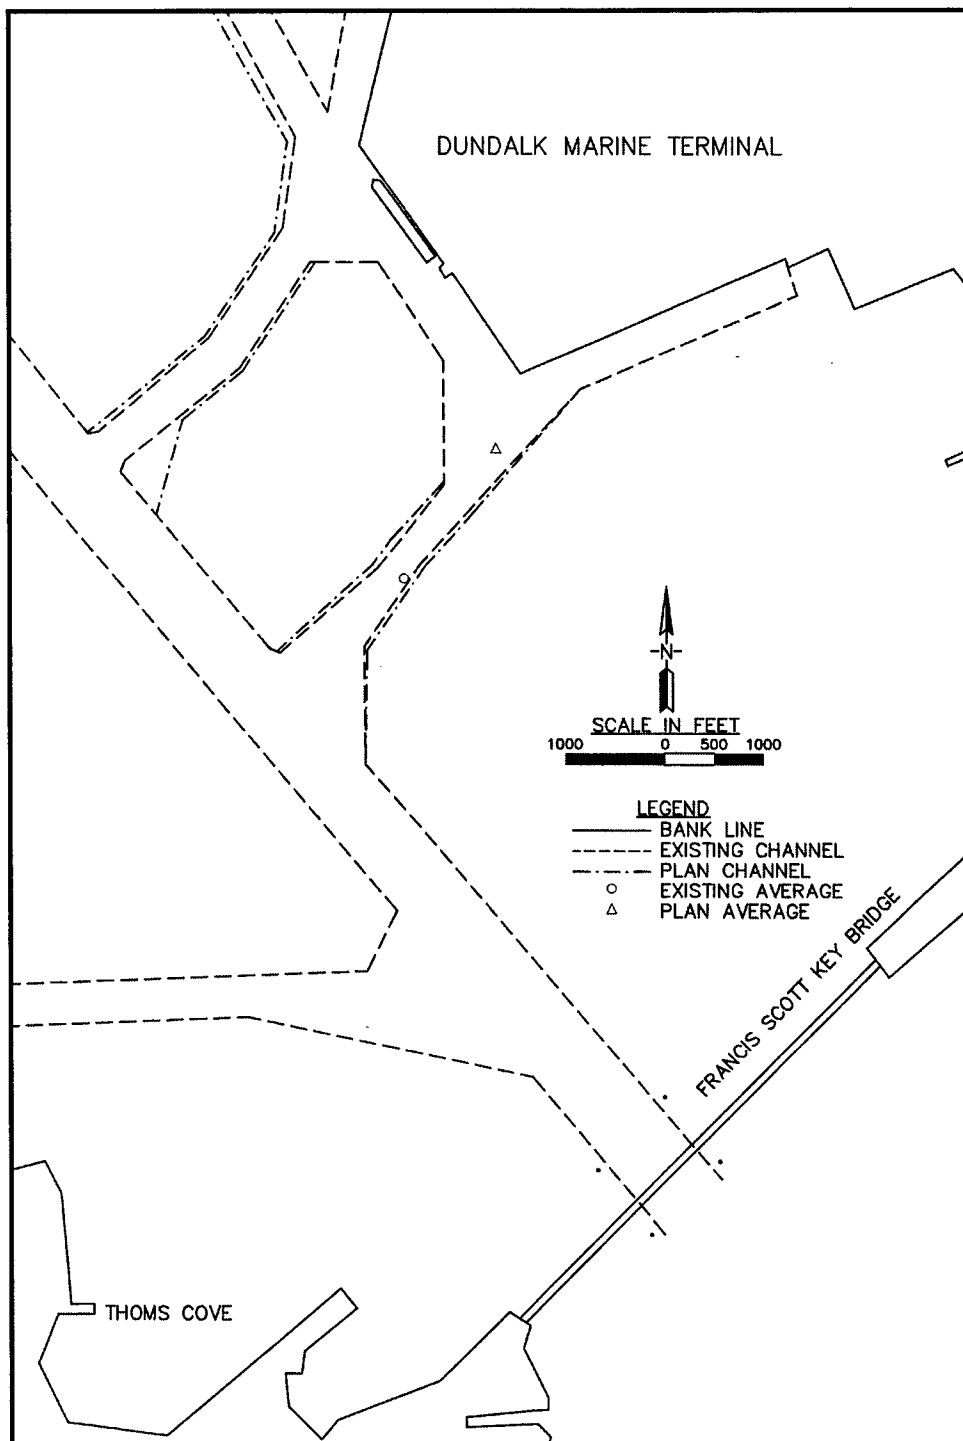 DUNDALK MARINE TERMINAL
-N-
SCALE IN FEET
1000 0 500 1000
LEGEND
BANK LINE
EXISTING CHANNEL
PLAN CHANNEL
EXISTING AVERAGE
PLAN AVERAGE
FRANCIS SCOTT KEY BRIDGE
THOMS COVE